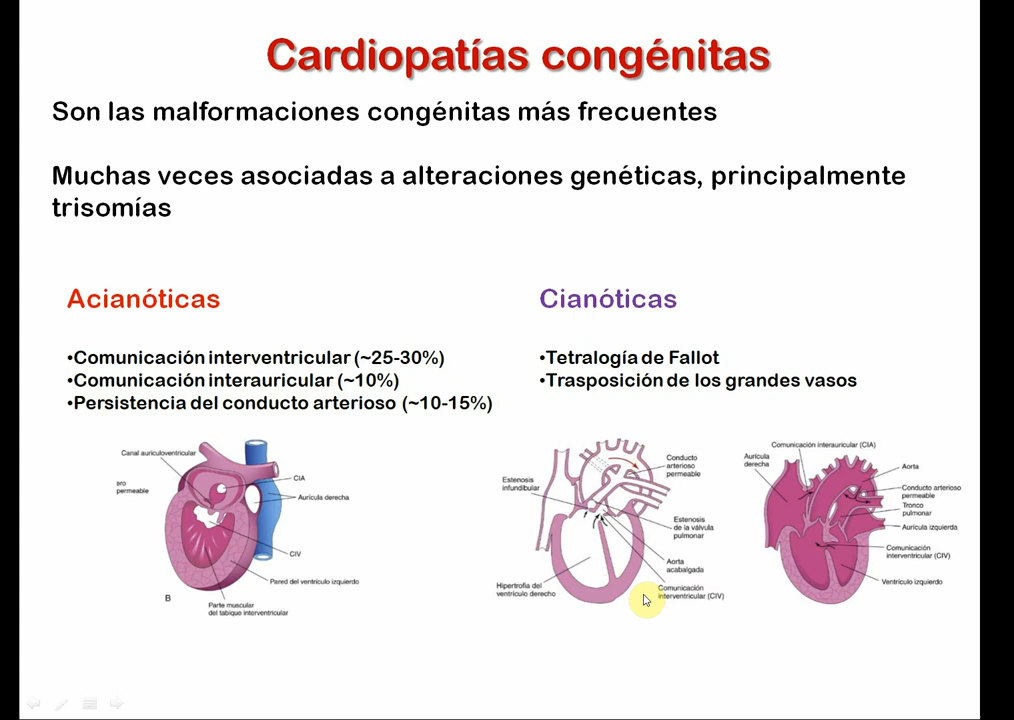 Cardiopatías congénitas
Son las malformaciones congénitas más frecuentes
Muchas veces asociadas a alteraciones genéticas, principalmente
trisomías
Acianóticas
•Comunicación interventricular (~25-30%)
•Comunicación interauricular (~10%)
•Persistencia del conducto arterioso (~10-15%)
Cianóticas
•Tetralogía de Fallot
•Trasposición de los grandes vasos
Canal auriculoventricular
ero
permeable
CIA
Aurícula derecha
CIV
Pared del ventrículo izquierdo
B
Parte muscular
del tabique interventricular
Estenosis
infundibular
Conducto
arterioso
permeable
Estenosis
de la válvula
pulmonar
Aorta
acabalgada
Hipertrofia del
ventrículo derecho
Comunicación
interventricular (CIV)
Comunicación interauricular (CIA)
Aurícula
derecha
Aorta
Conducto arterioso
permeable
Tronco
pulmonar
Aurícula izquierda
Comunicación
interventricular (CIV)
Ventrículo izquierdo